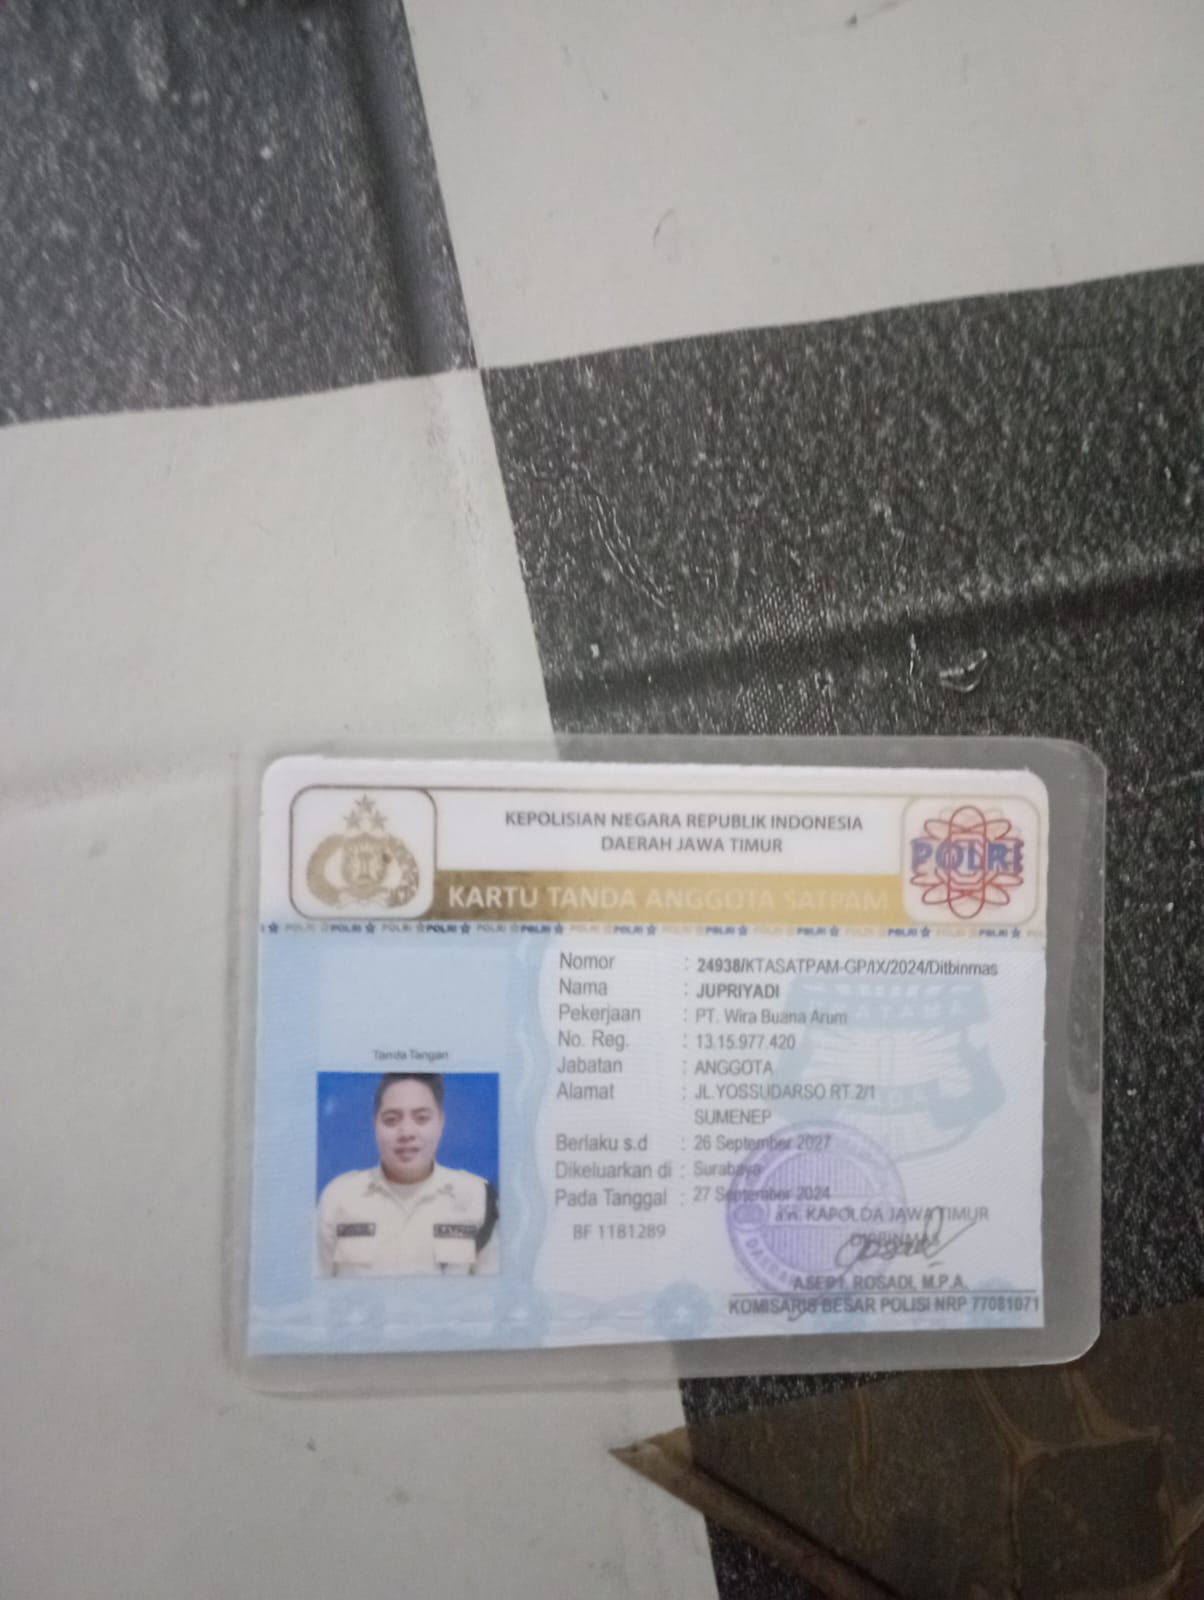 KEPOLISIAN NEGARA REPUBLIK INDONESIA
DAERAH JAWA TIMUR
POLRI
KARTU TANDA ANGGOTA SATPAM
Nomor : 24938/KTASATPAM-GP/IX/2024/Ditbinmas
Nama : JUPRIYADI
Pekerjaan : PT. Wira Buana Arum
No. Reg. : 13.15.977.420
Jabatan : ANGGOTA
Alamat : JL.YOSSUDARSO RT 2/1
SUMENEP
Berlaku s.d : 26 September 2027
Dikeluarkan di : Surabaya
Pada Tanggal : 27 September 2024
Tanda Tangan
BF 1181289
a.n. KAPOLDA JAWA TIMUR
DIRBINMAS
ASEP I. ROSADI, M.P.A.
KOMISARIS BESAR POLISI NRP 77081071